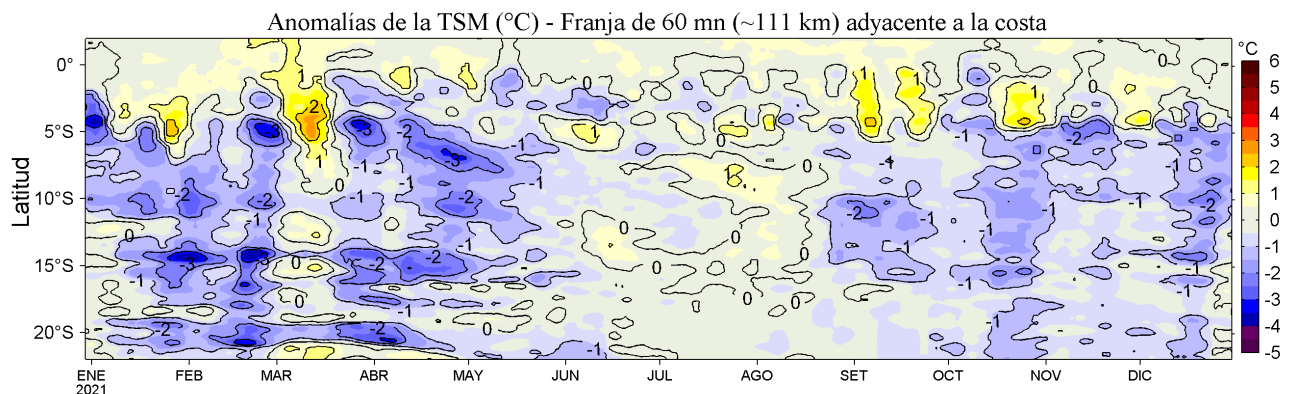 Anomalías de la TSM (°C) - Franja de 60 mn (~111 km) adyacente a la costa
°C
Latitud
0°
5°S
10°S
15°S
20°S
ENE FEB MAR ABR MAY JUN JUL AGO SET OCT NOV DIC
2021
6
5
4
3
2
1
0
-1
-2
-3
-4
-5